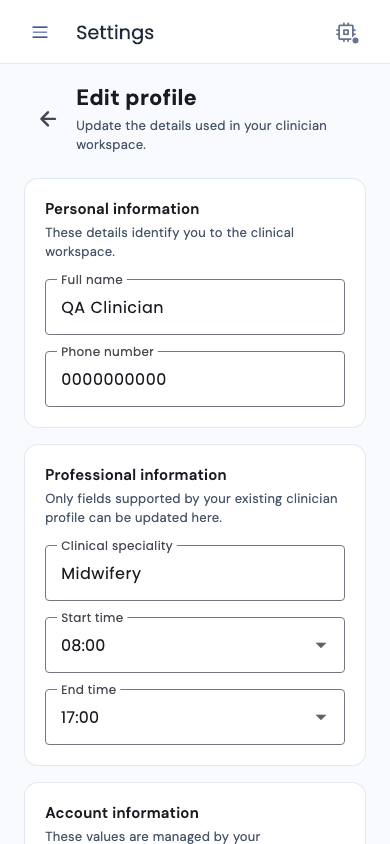 Settings
Edit profile
Update the details used in your clinician
workspace.
Personal information
These details identify you to the clinical
workspace.
Full name
QA Clinician
Phone number
0000000000
Professional information
Only fields supported by your existing clinician
profile can be updated here.
Clinical speciality
Midwifery
Start time
08:00
End time
17:00
Account information
These values are managed by your